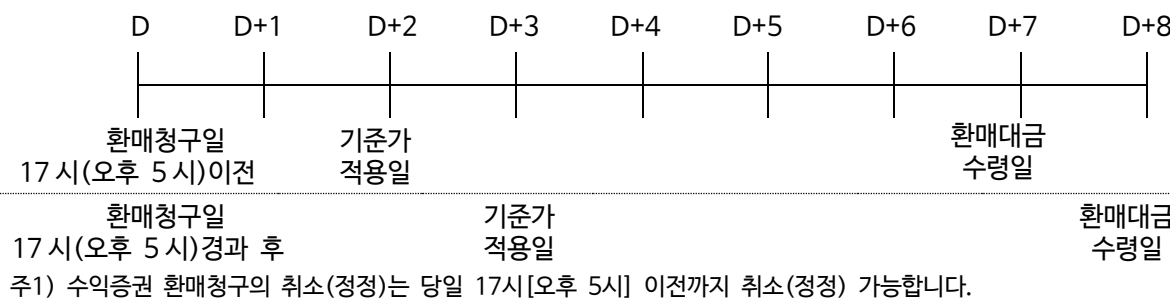 D D+1 D+2 D+3 D+4 D+5 D+6 D+7 D+8
환매청구일 기준가 환매대금
17 시(오후 5 시)이전 적용일 수령일
환매청구일 기준가 환매대금
17 시(오후 5 시)경과 후 적용일 수령일
주1) 수익증권 환매청구의 취소(정정)는 당일 17시[오후 5시] 이전까지 취소(정정) 가능합니다.